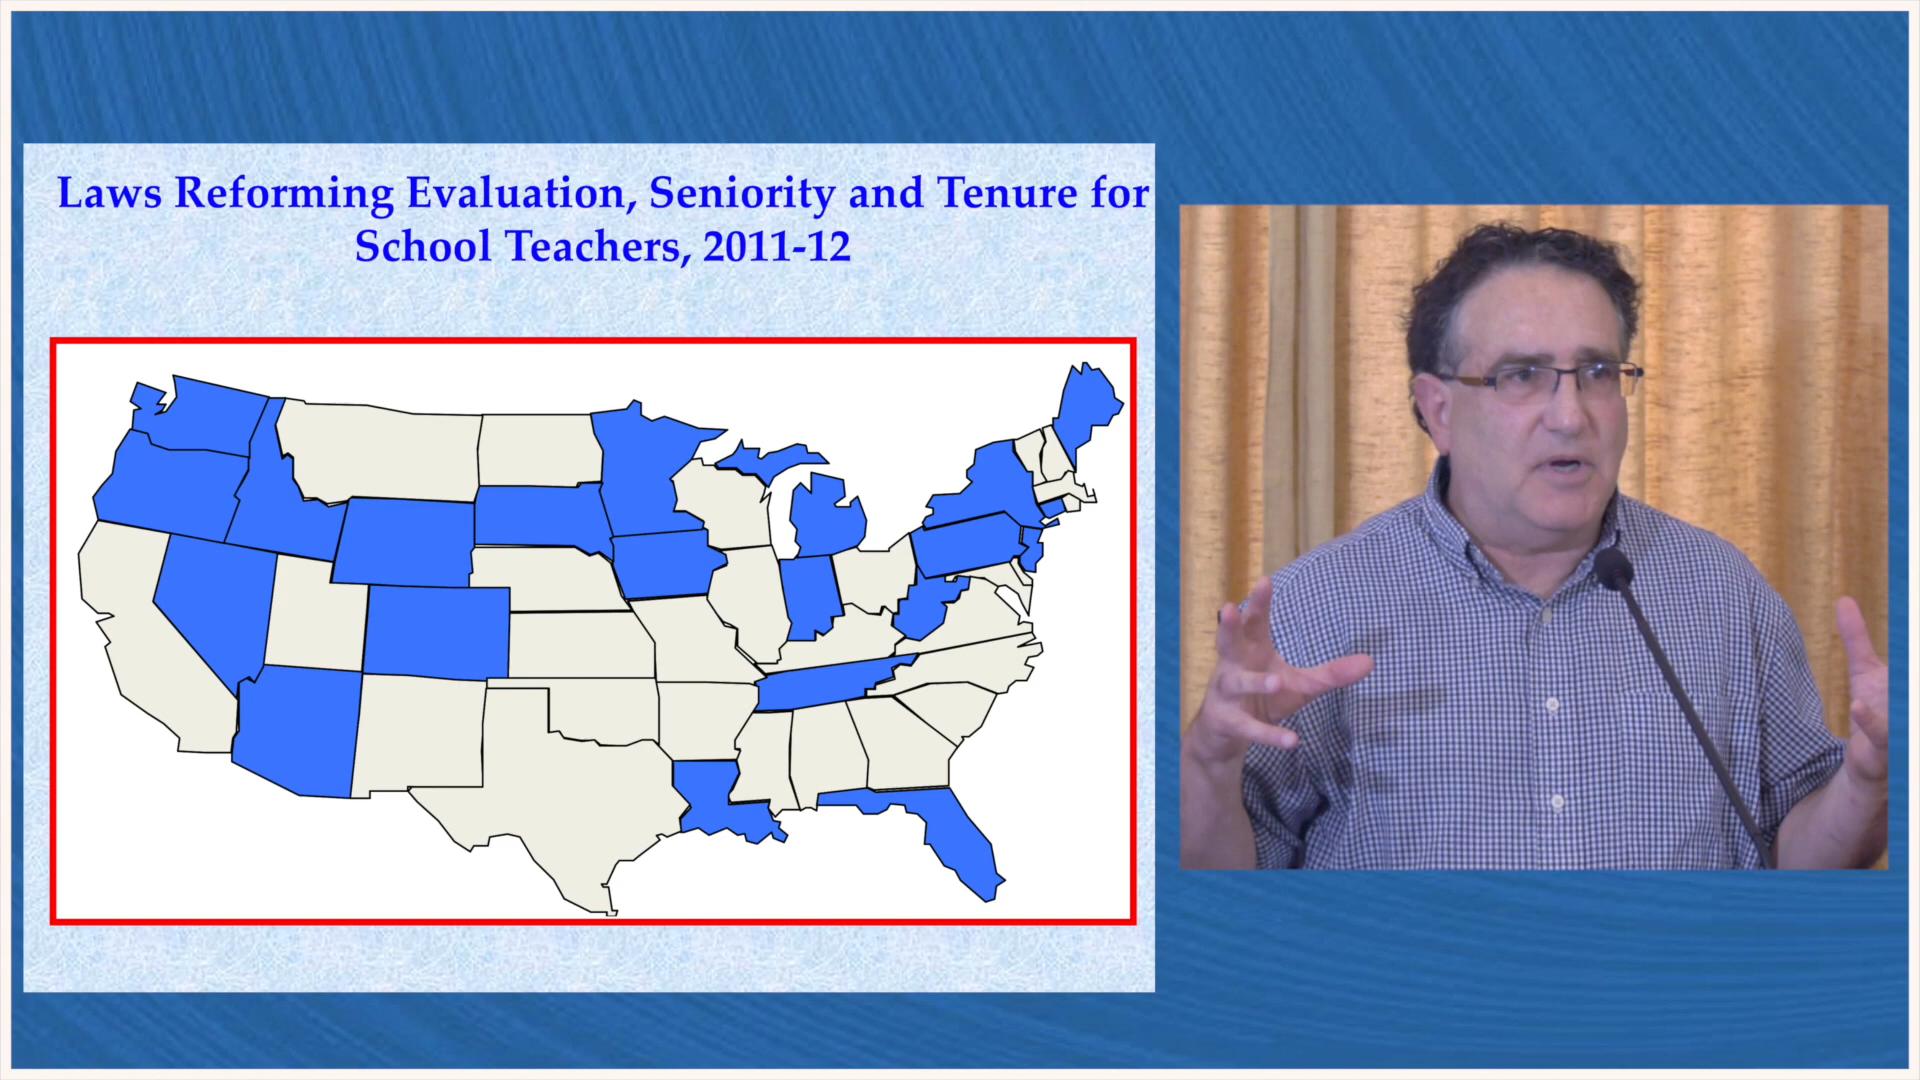 Laws Reforming Evaluation, Seniority and Tenure for
School Teachers, 2011-12